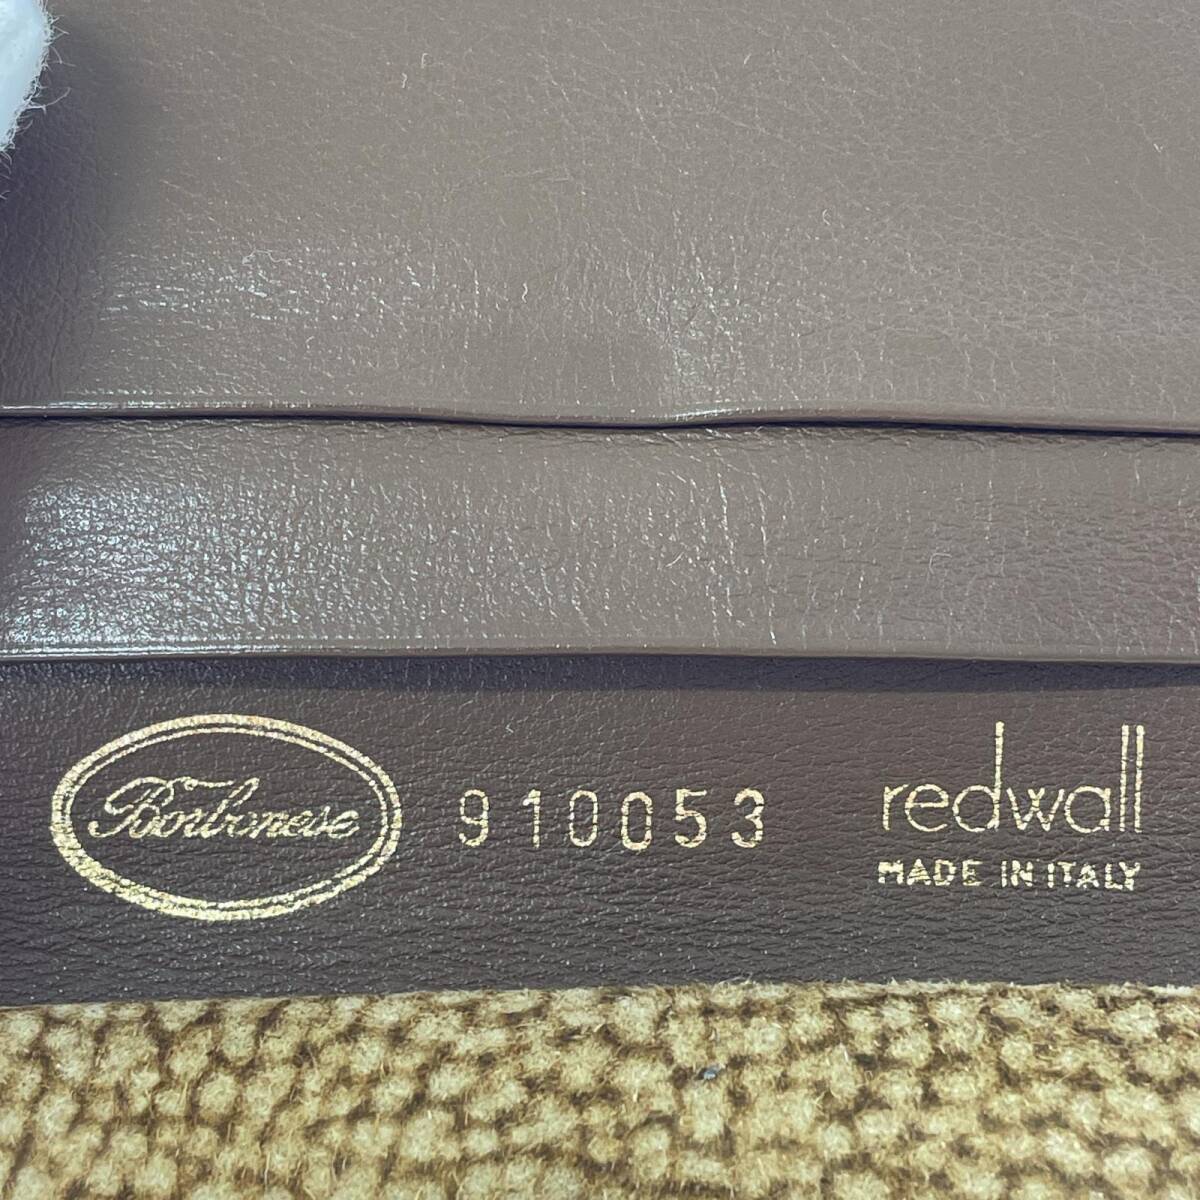 Borbonese
910053
redwall
MADE IN ITALY